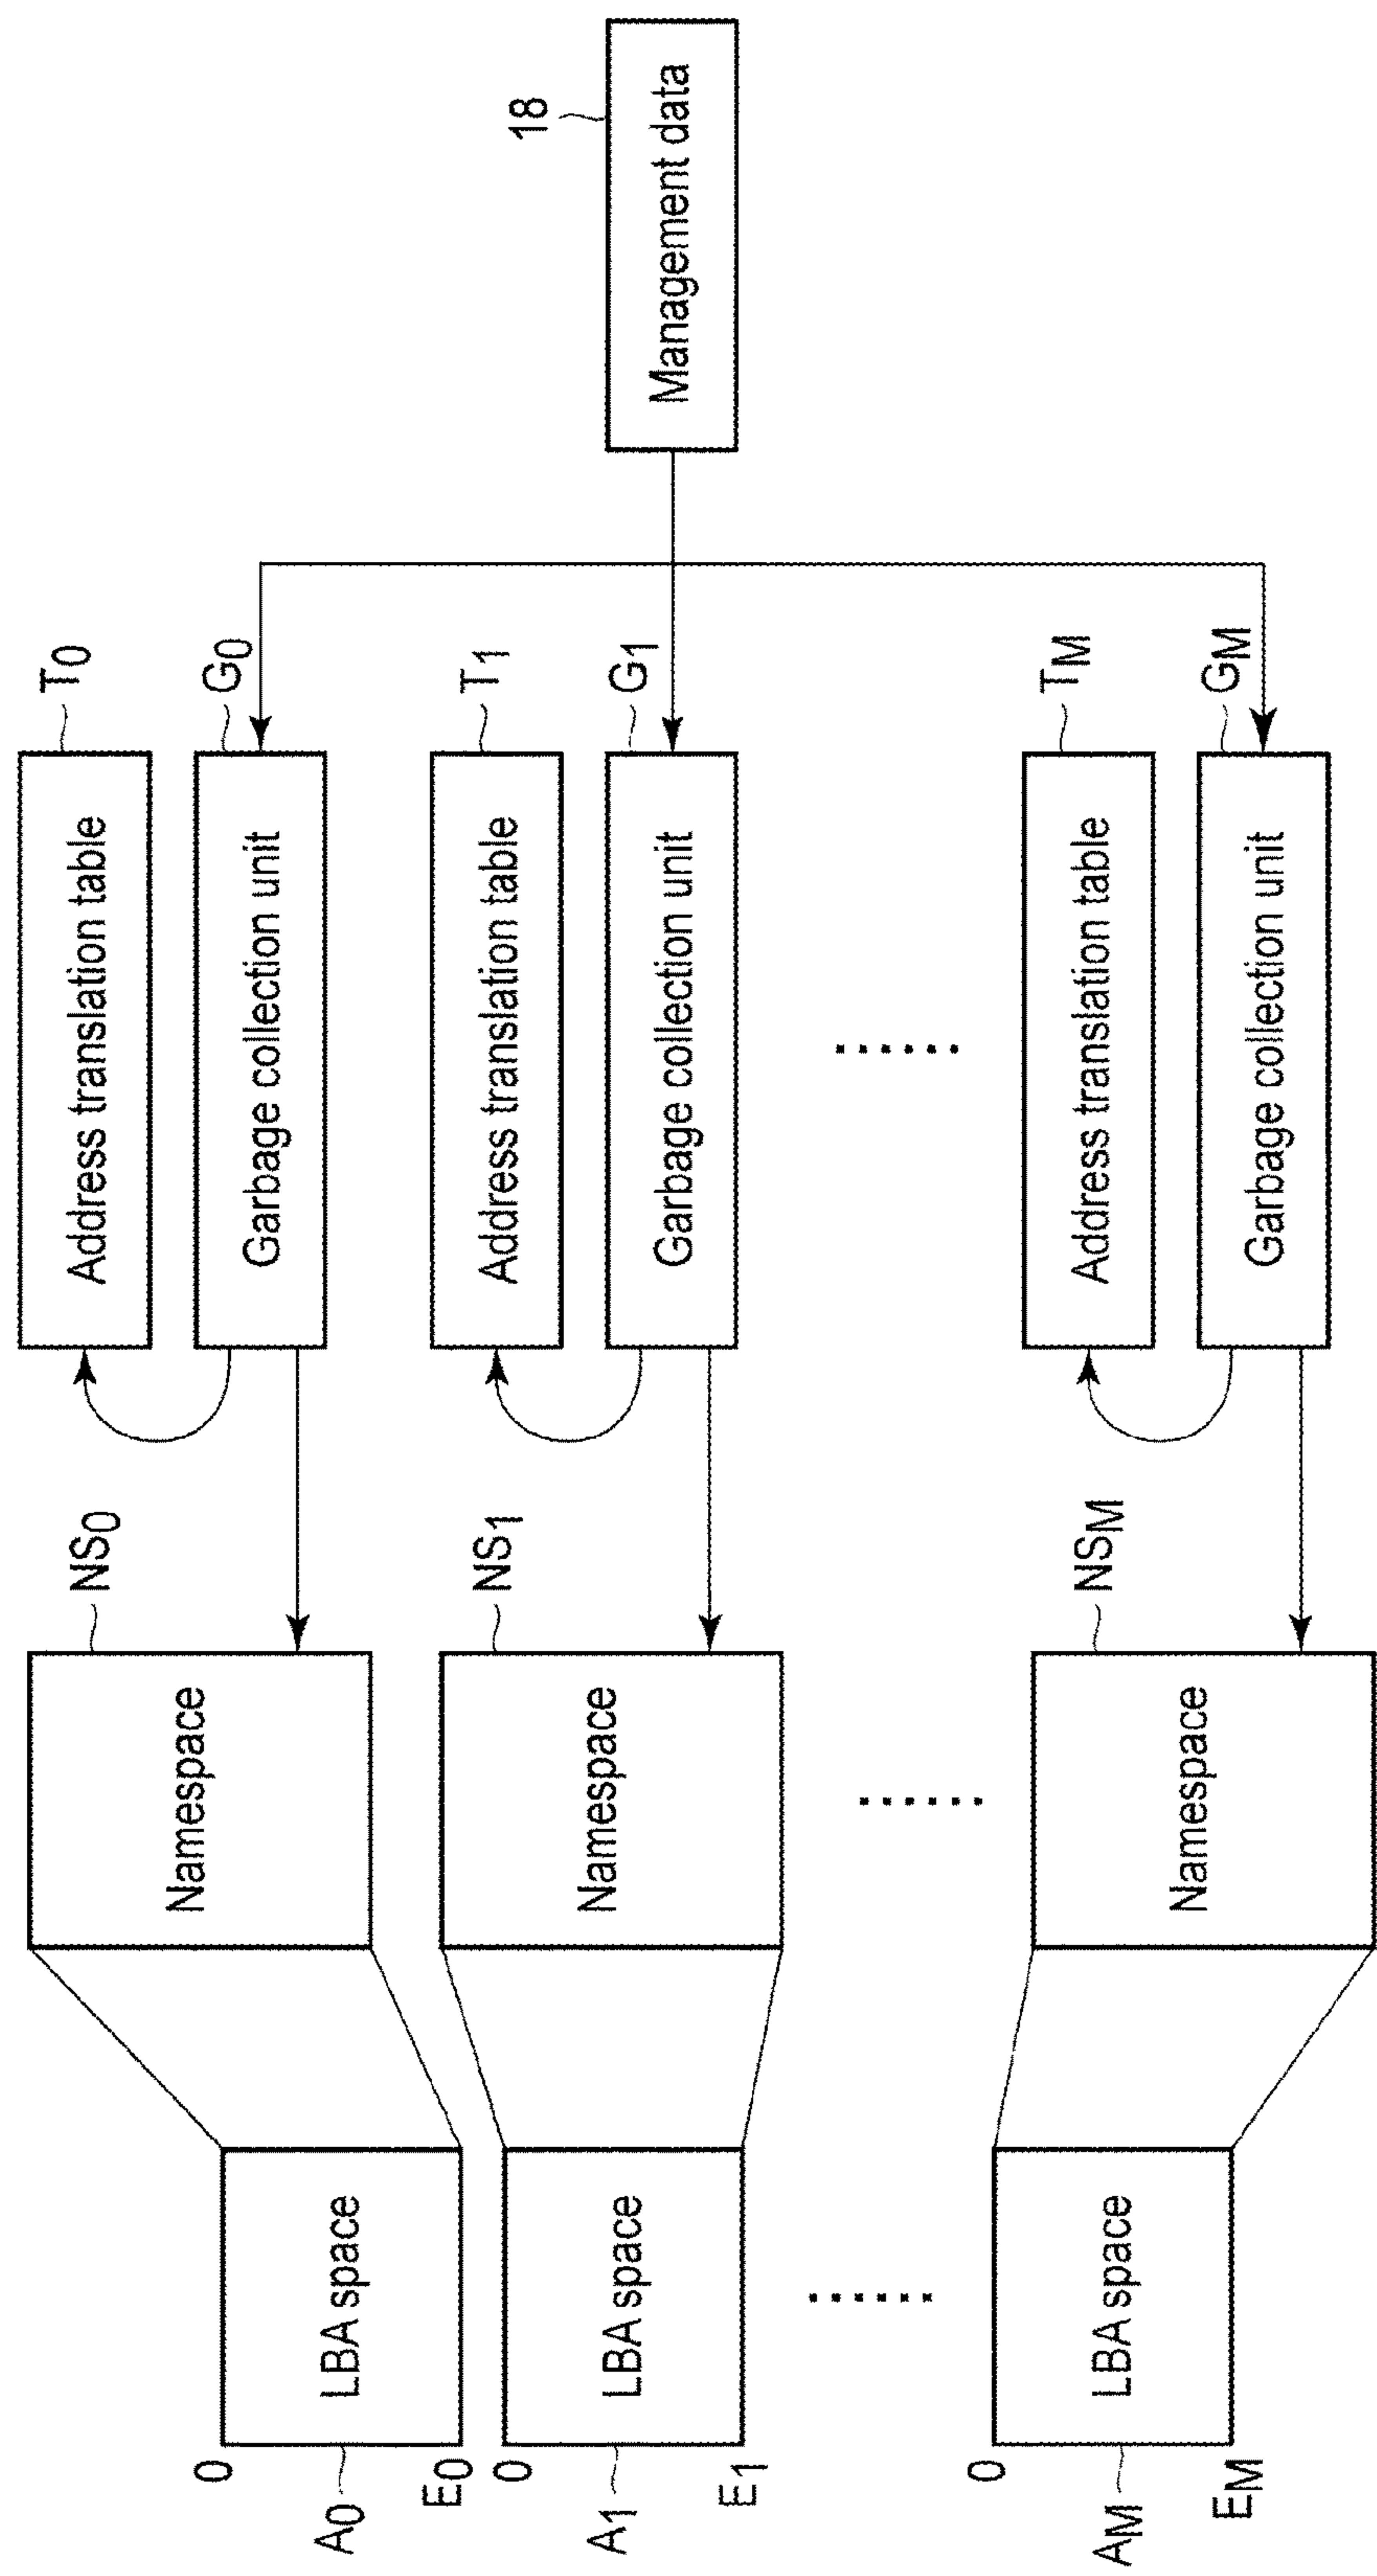 0
A0
E0
LBA space
Namespace
NS0
Address translation table
T0
Garbage collection unit
G0
0
A1
E1
LBA space
Namespace
NS1
Address translation table
T1
Garbage collection unit
G1
Management data
18
0
AM
EM
LBA space
Namespace
NSM
Address translation table
TM
Garbage collection unit
GM